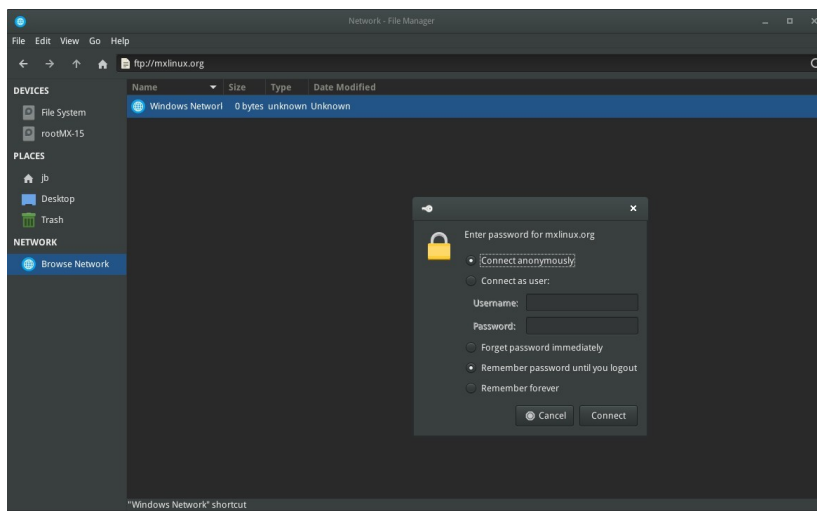 Network - File Manager
File Edit View Go Help
ftp://mxlinux.org
DEVICES
File System
rootMX-15
PLACES
jb
Desktop
Trash
NETWORK
Browse Network
Name Size Type Date Modified
Windows Networl 0 bytes unknown Unknown
Enter password for mxlinux.org
Connect anonymously
Connect as user:
Username:
Password:
Forget password immediately
Remember password until you logout
Remember forever
Cancel Connect
"Windows Network" shortcut